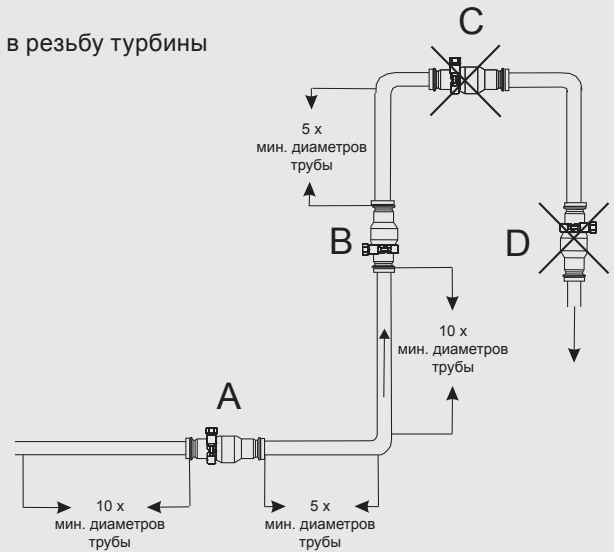 в резьбу турбины
C
5 x
мин. диаметров
трубы
B
D
10 x
мин. диаметров
трубы
A
10 x
мин. диаметров
трубы
5 x
мин. диаметров
трубы